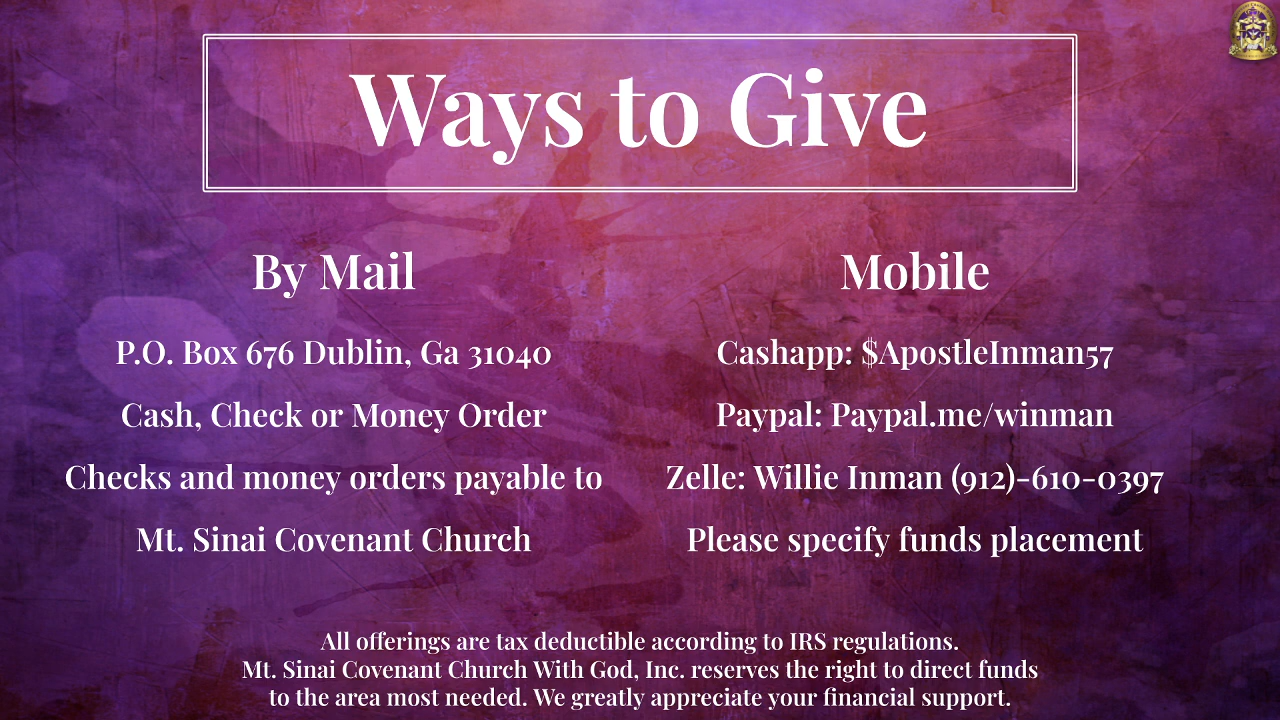 Ways to Give
By Mail
P.O. Box 676 Dublin, Ga 31040
Cash, Check or Money Order
Checks and money orders payable to
Mt. Sinai Covenant Church
Mobile
Cashapp: $ApostleInman57
Paypal: Paypal.me/winman
Zelle: Willie Inman (912)-610-0397
Please specify funds placement
All offerings are tax deductible according to IRS regulations.
Mt. Sinai Covenant Church With God, Inc. reserves the right to direct funds
to the area most needed. We greatly appreciate your financial support.